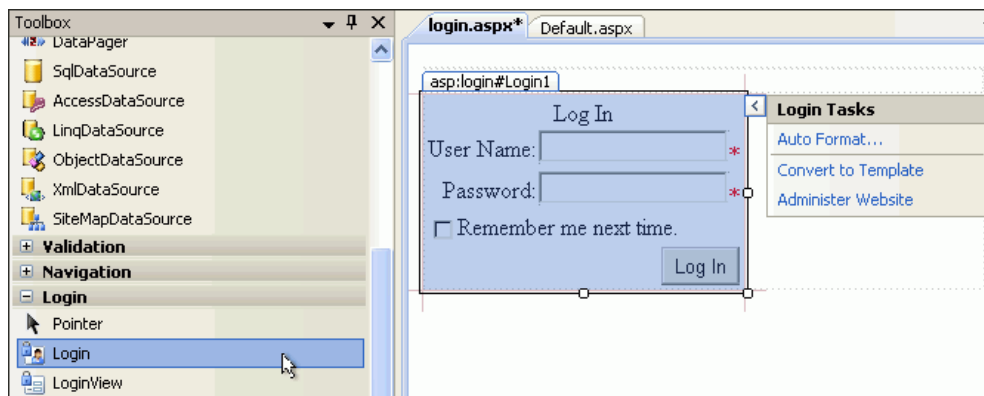 Toolbox
DataPager
SqlDataSource
AccessDataSource
LinqDataSource
ObjectDataSource
XmlDataSource
SiteMapDataSource
Validation
Navigation
Login
Pointer
Login
LoginView
login.aspx* Default.aspx
asp:login#Login1
Log In
User Name: *
Password: *
Remember me next time.
Log In
Login Tasks
Auto Format...
Convert to Template
Administer Website